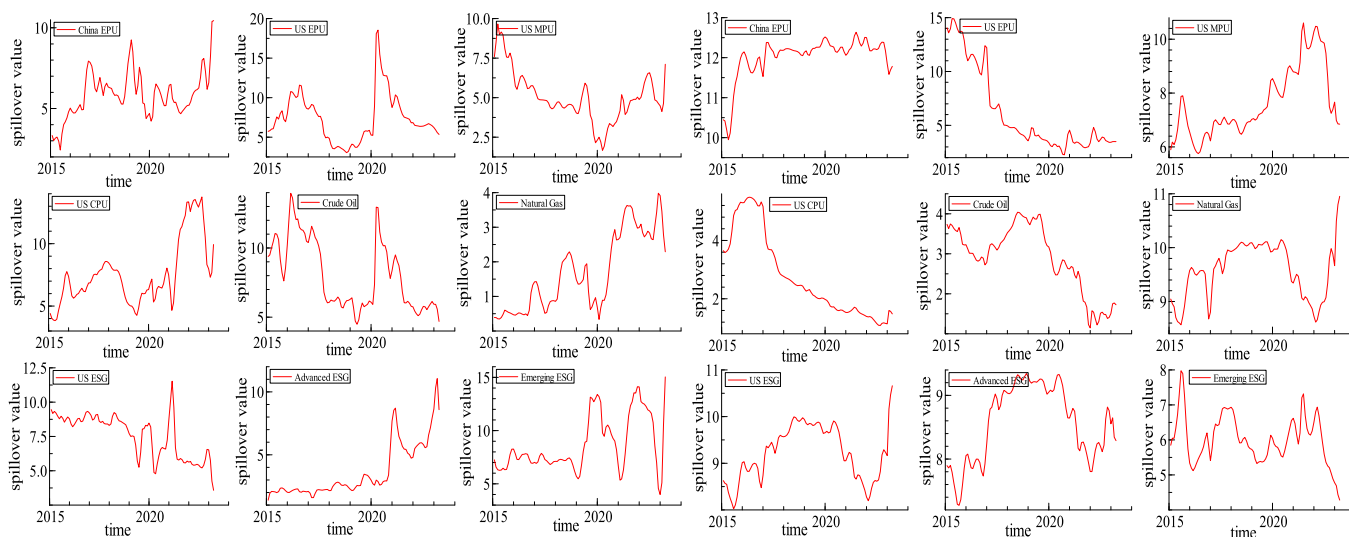 spillover value
China EPU
10
5
2015 2020
time
spillover value
US EPU
20
15
10
5
2015 2020
time
spillover value
US MPU
10.0
7.5
5.0
2.5
2015 2020
time
spillover value
China EPU
13
12
11
10
2015 2020
time
spillover value
US EPU
15
10
5
2015 2020
time
spillover value
US MPU
10
8
6
2015 2020
time
spillover value
US CPU
10
5
2015 2020
time
spillover value
Crude Oil
10
5
2015 2020
time
spillover value
Natural Gas
4
3
2
1
2015 2020
time
spillover value
US CPU
4
2
2015 2020
time
spillover value
Crude Oil
4
3
2
2015 2020
time
spillover value
Natural Gas
11
10
9
2015 2020
time
spillover value
US ESG
12.5
10.0
7.5
5.0
2015 2020
time
spillover value
Advanced ESG
10
5
2015 2020
time
spillover value
Emerging ESG
15
10
5
2015 2020
time
spillover value
US ESG
11
10
9
2015 2020
time
spillover value
Advanced ESG
9
8
2015 2020
time
spillover value
Emerging ESG
8
7
6
5
4
2015 2020
time